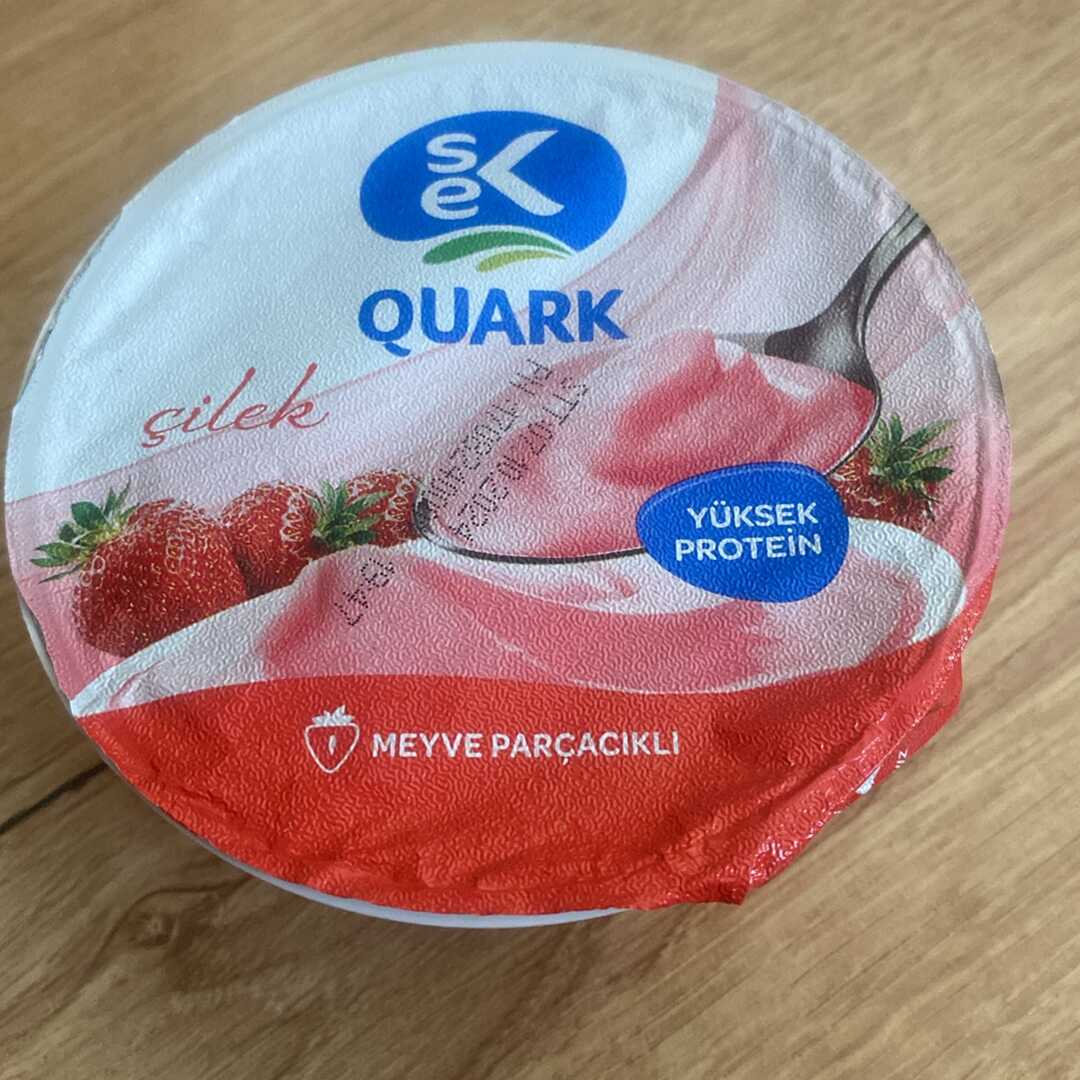 sek
QUARK
çilek
YÜKSEK
PROTEİN
MEYVE PARÇACIKLI